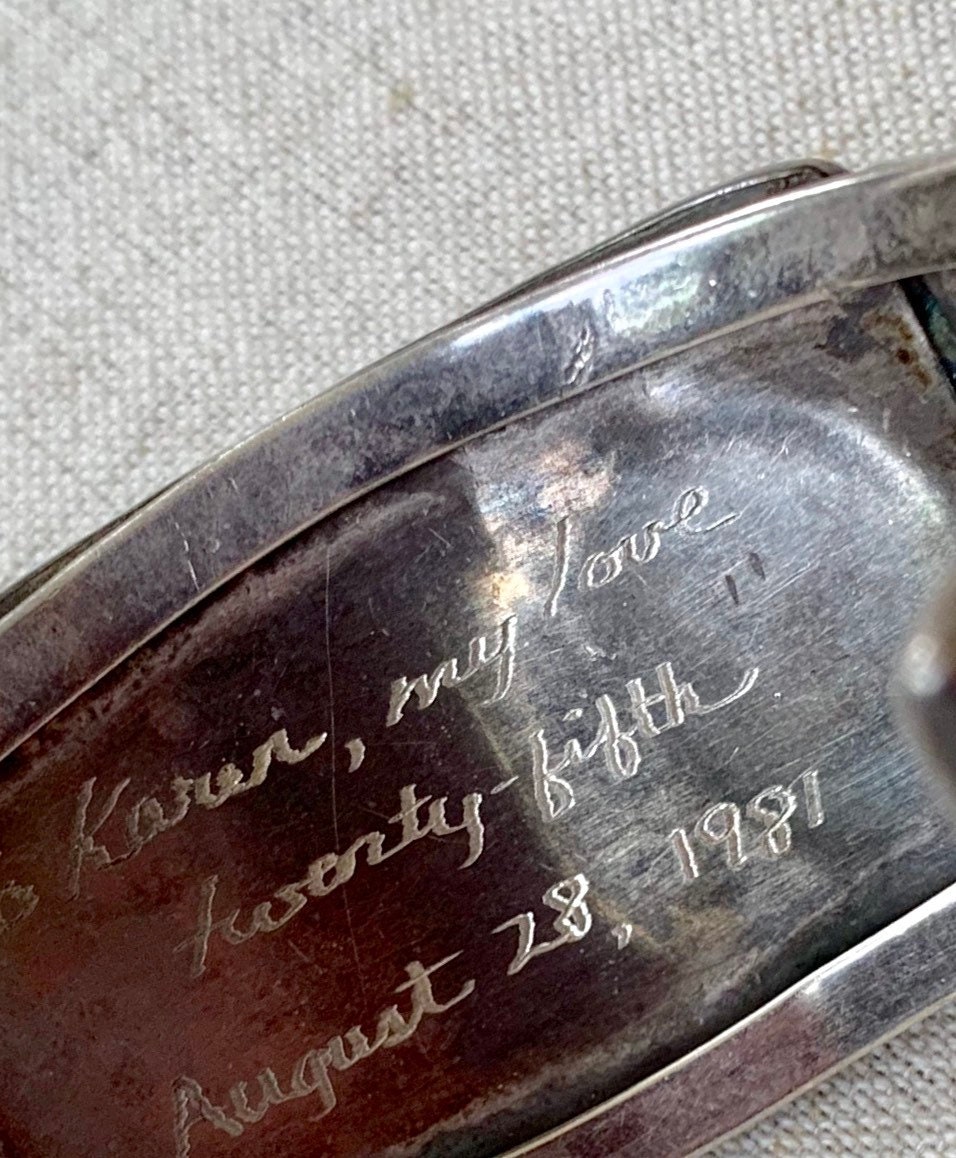 Karen, my love
twenty-fifth
August 28, 1981